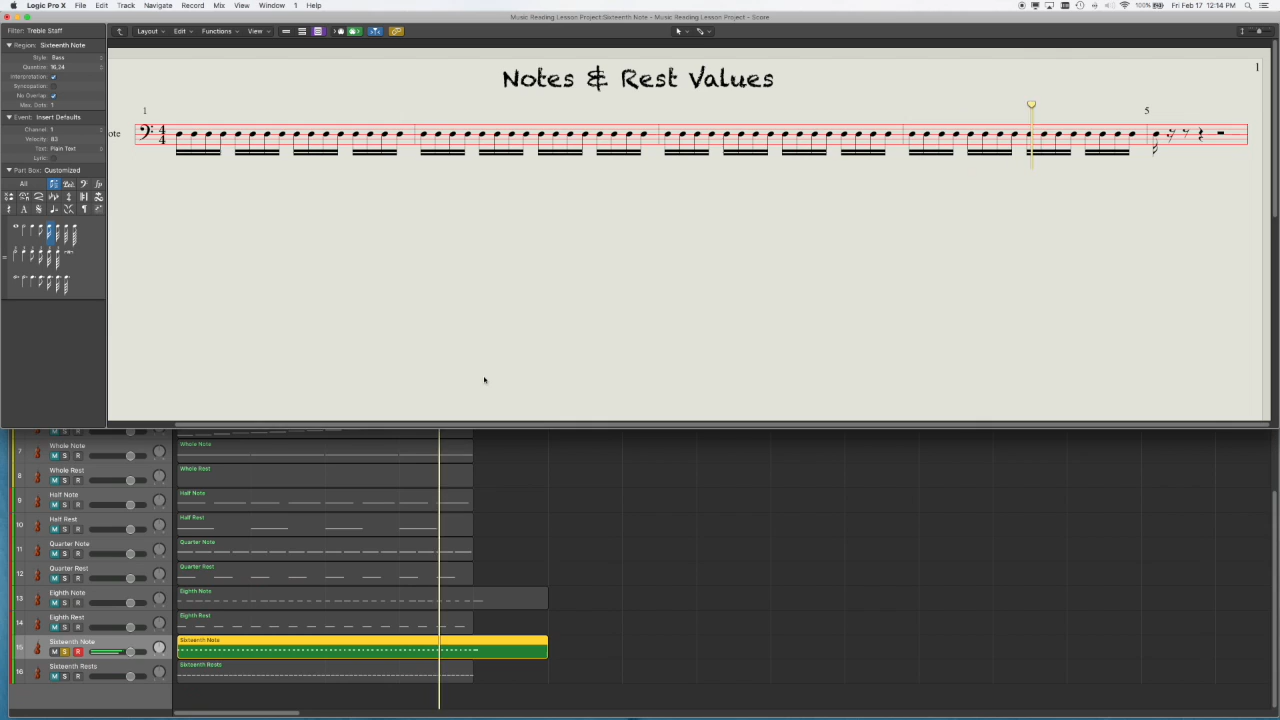 Logic Pro X File Edit Track Navigate Record Mix View Window 1 Help 100% Fri Feb 17 12:14 PM
Music Reading Lesson Project:Sixteenth Note - Music Reading Lesson Project - Score
Filter: Treble Staff Layout Edit Functions View
Region: Sixteenth Note
Style: Bass
Quantize: 16,24
Interpretation:
Syncopation:
No Overlap:
Max. Dots: 1
Event: Insert Defaults
Channel: 1
Velocity: 83
Text: Plain Text
Lyric:
Part Box: Customized
All
Notes & Rest Values
1
1
5
ote
4
4
7 Whole Note M S R Whole Note
8 Whole Rest M S R Whole Rest
9 Half Note M S R Half Note
10 Half Rest M S R Half Rest
11 Quarter Note M S R Quarter Note
12 Quarter Rest M S R Quarter Rest
13 Eighth Note M S R Eighth Note
14 Eighth Rest M S R Eighth Rest
15 Sixteenth Note M S R Sixteenth Note
16 Sixteenth Rests M S R Sixteenth Rests